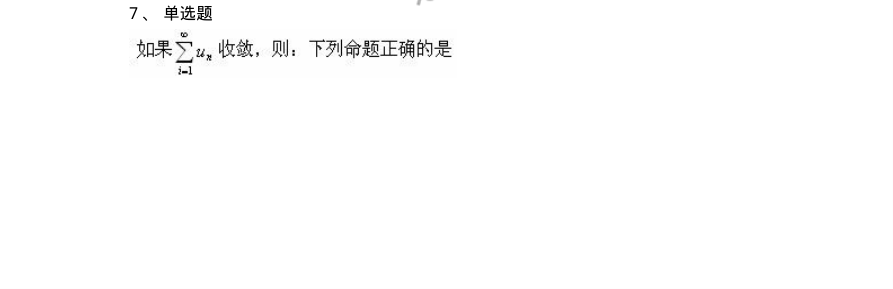 7、 单选题
如果 $\sum_{i=1}^{\infty} u_n$ 收敛，则：下列命题正确的是